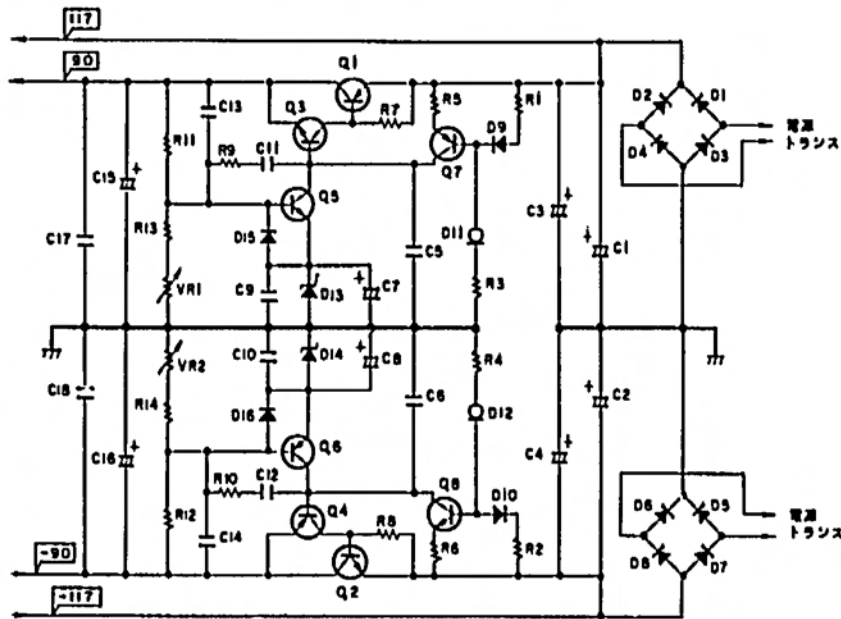 117
90
Q1
Q3
R7
R5
R1
C13
D9
D2
D1
R11
R9
C11
Q7
D4
D3
電源
トランス
C15
Q5
R13
D15
C3
C17
C5
D11
C1
VR1
C9
D13
C7
R3
C10
D14
C8
R4
VR2
C18
R14
D16
C6
D12
C2
Q6
C16
R10
C12
Q8
C4
D10
D6
D5
電源
トランス
R12
Q4
R8
C14
R6
R2
D8
D7
-90
Q2
-117